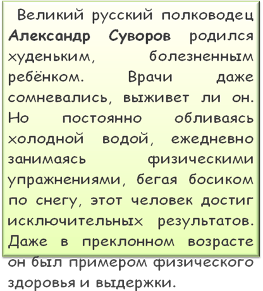 Великий русский полководец
Александр Суворов родился
худеньким, болезненным
ребёнком. Врачи даже
сомневались, выживет ли он.
Но постоянно обливаясь
холодной водой, ежедневно
занимаясь физическими
упражнениями, бегая босиком
по снегу, этот человек достиг
исключительных результатов.
Даже в преклонном возрасте
он был примером физического
здоровья и выдержки.